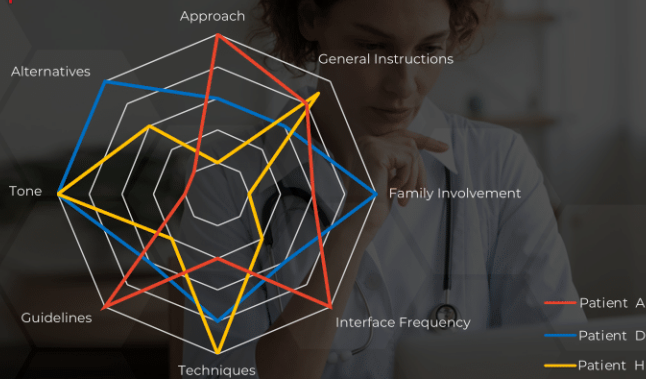 Approach
General Instructions
Alternatives
Tone
Family Involvement
Guidelines
Interface Frequency
Techniques
Patient A
Patient D
Patient H